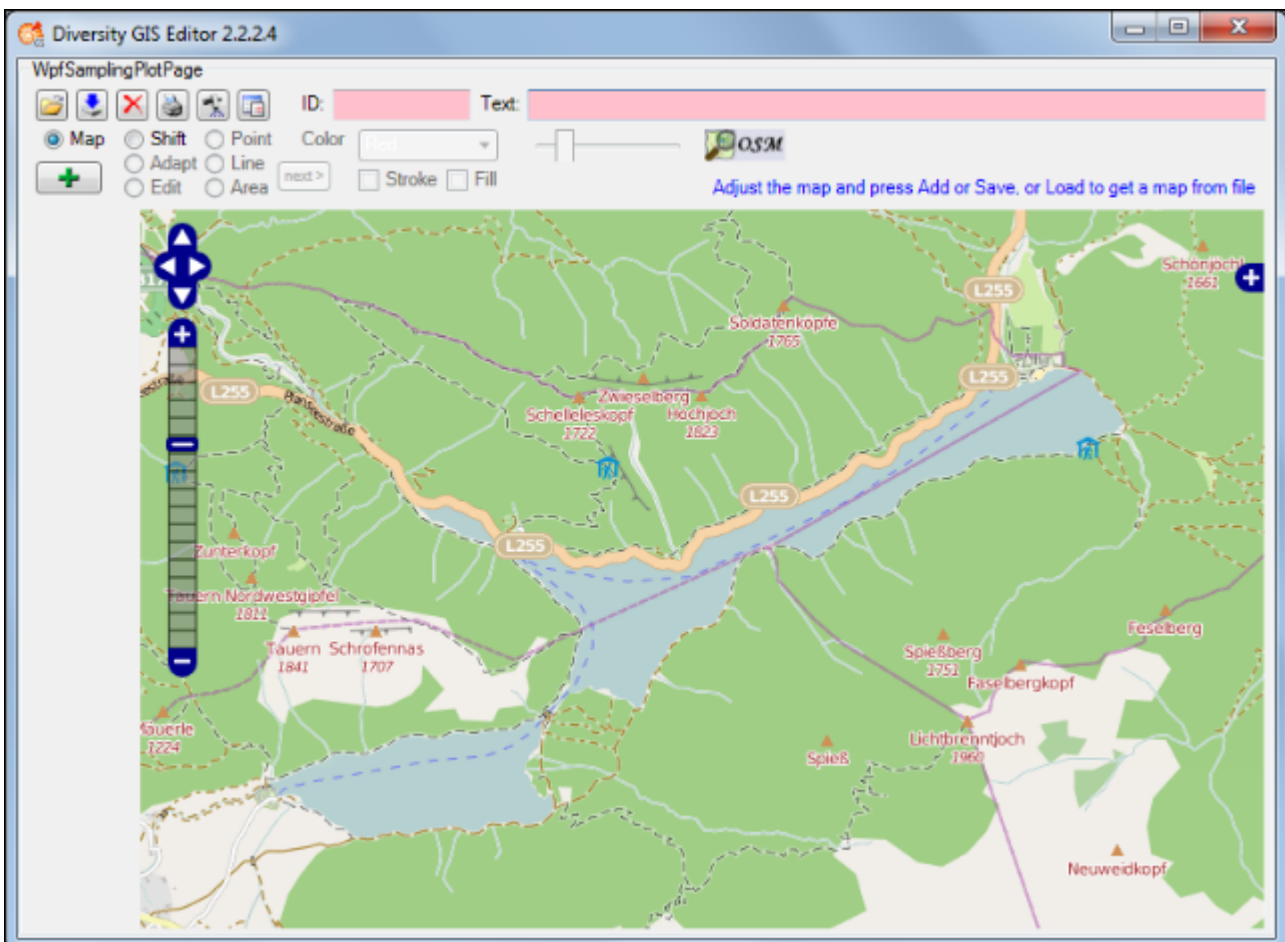 Diversity GIS Editor 2.2.2.4
WpfSamplingPlotPage
ID:
Text:
Map
Shift
Point
Color
Red
OSM
Adapt
Line
next >
Stroke
Fill
Edit
Area
Adjust the map and press Add or Save, or Load to get a map from file
Schönjöchl
1661
L255
Soldatenköpfe
1765
L255
L255
Planseestraße
Zwieselberg
Schelleleskopf
1722
Hochjoch
1823
L255
L255
Zunterkopf
Tauern Nordwestgipfel
1811
Tauern
1841
Schrofennas
1707
Feselberg
Spießberg
1751
Faselbergkopf
Mäuerle
1224
Lichtbrenntjoch
1960
Spieß
Neuweidkopf